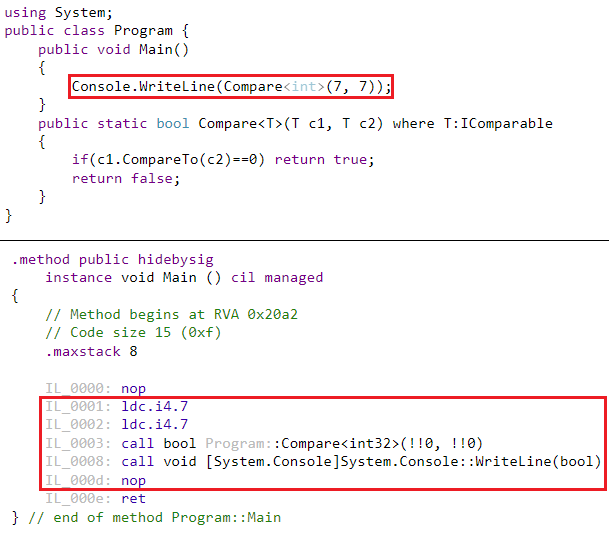 using System;
public class Program {
    public void Main()
    {
        Console.WriteLine(Compare<int>(7, 7));
    }
    public static bool Compare<T>(T c1, T c2) where T:IComparable
    {
        if(c1.CompareTo(c2)==0) return true;
        return false;
    }
}
.method public hidebysig
    instance void Main () cil managed
{
    // Method begins at RVA 0x20a2
    // Code size 15 (0xf)
    .maxstack 8
    IL_0000: nop
    IL_0001: ldc.i4.7
    IL_0002: ldc.i4.7
    IL_0003: call bool Program::Compare<int32>(!!0, !!0)
    IL_0008: call void [System.Console]System.Console::WriteLine(bool)
    IL_000d: nop
    IL_000e: ret
} // end of method Program::Main